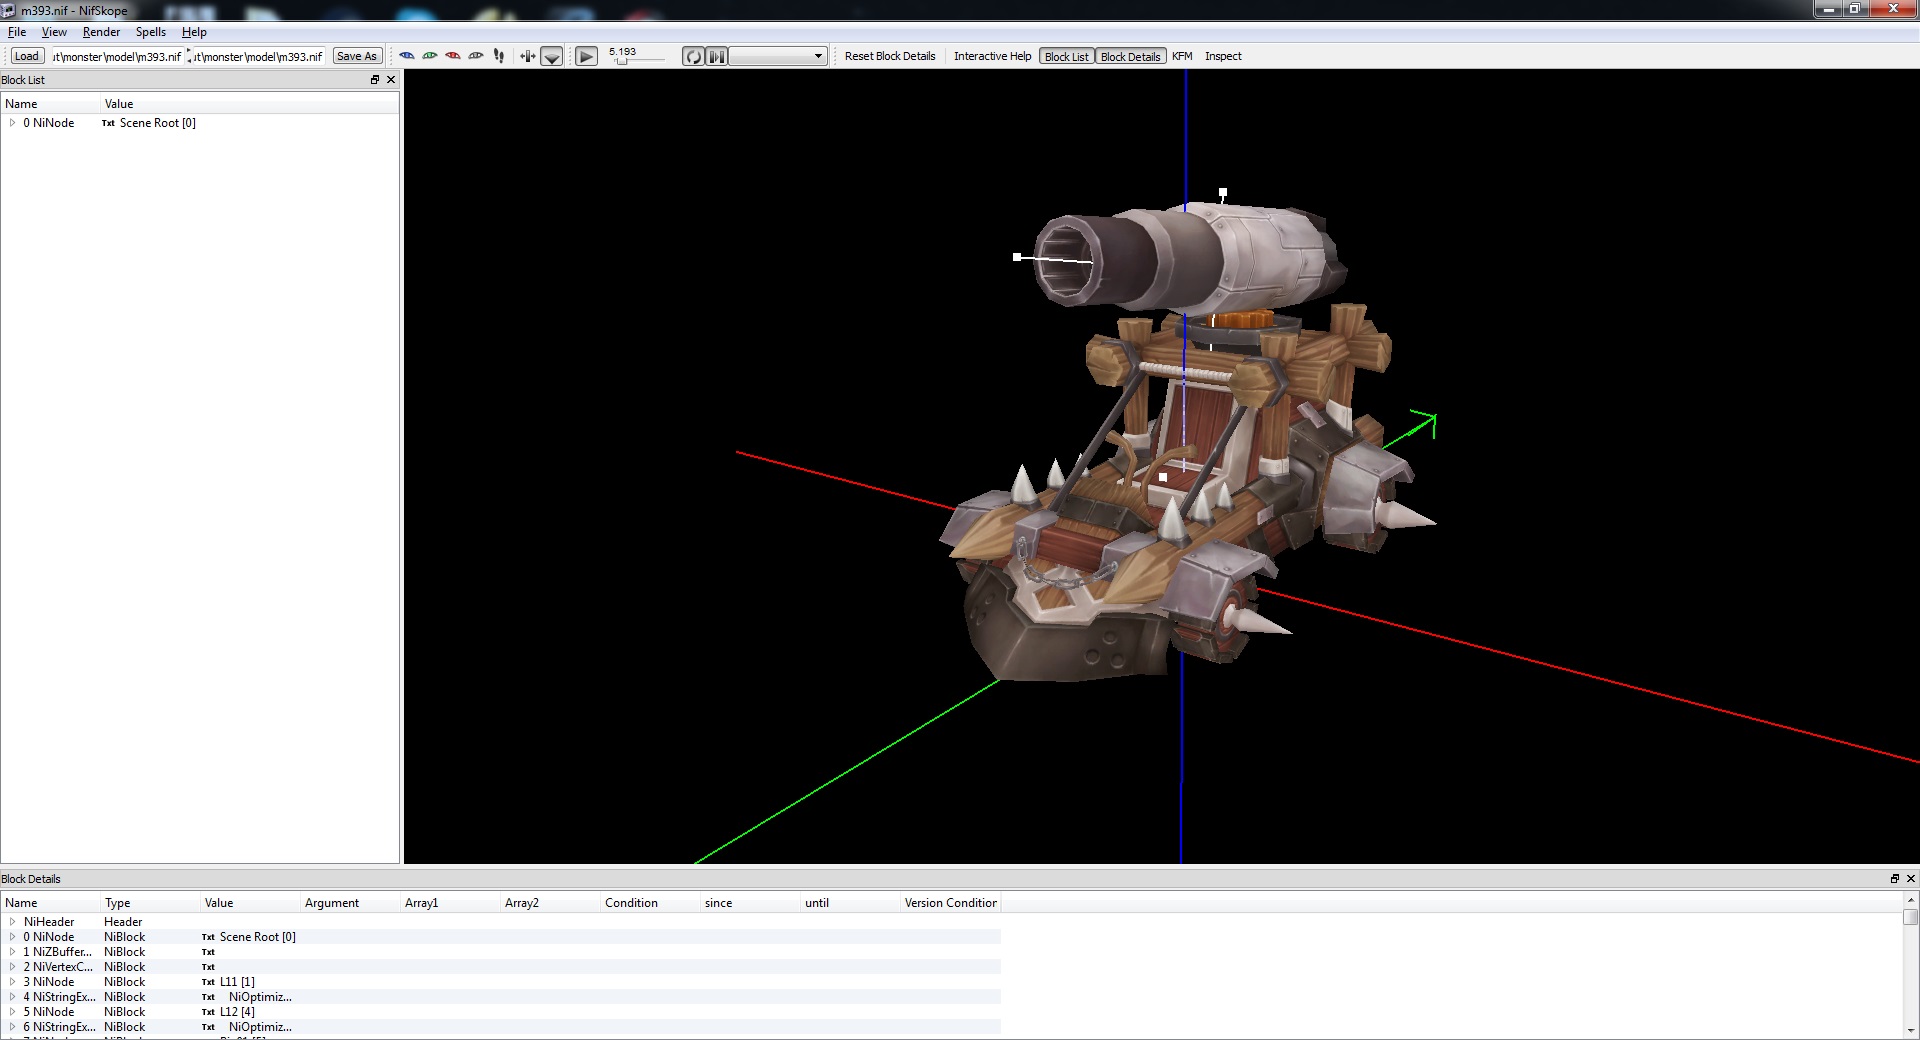 m393.nif - NifSkope
File View Render Spells Help
Load ut\monster\model\m393.nif ut\monster\model\m393.nif Save As 5.193 Reset Block Details Interactive Help Block List Block Details KFM Inspect
Block List
Name Value
0 NiNode Txt Scene Root [0]
Block Details
Name Type Value Argument Array1 Array2 Condition since until Version Condition
NiHeader Header
0 NiNode NiBlock Txt Scene Root [0]
1 NiZBuffer... NiBlock Txt
2 NiVertexC... NiBlock Txt
3 NiNode NiBlock Txt L11 [1]
4 NiStringEx... NiBlock Txt NiOptimiz...
5 NiNode NiBlock Txt L12 [4]
6 NiStringEx... NiBlock Txt NiOptimiz...